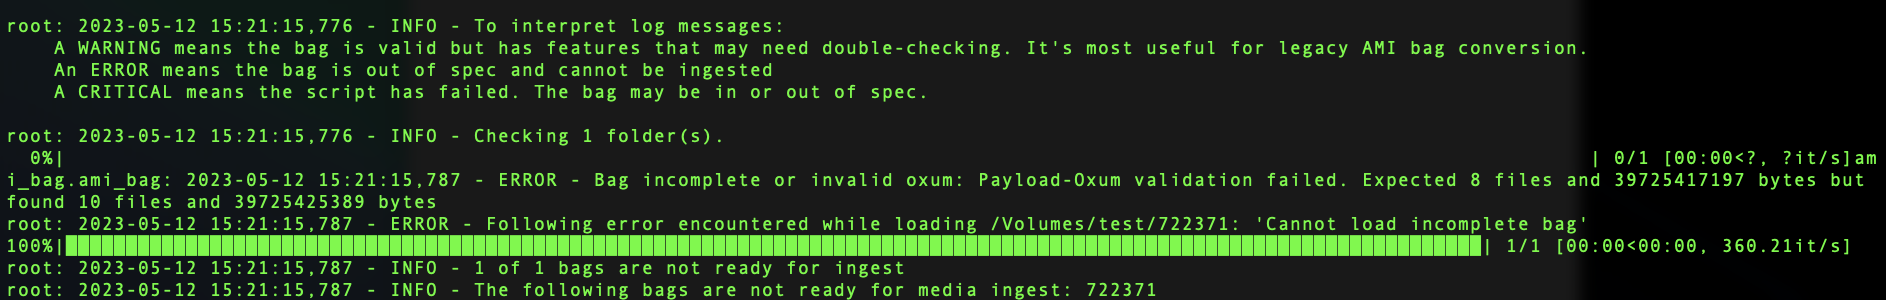 root: 2023-05-12 15:21:15,776 - INFO - To interpret log messages:
    A WARNING means the bag is valid but has features that may need double-checking. It's most useful for legacy AMI bag conversion.
    An ERROR means the bag is out of spec and cannot be ingested
    A CRITICAL means the script has failed. The bag may be in or out of spec.

root: 2023-05-12 15:21:15,776 - INFO - Checking 1 folder(s).
  0%| | 0/1 [00:00<?, ?it/s]am
i_bag.ami_bag: 2023-05-12 15:21:15,787 - ERROR - Bag incomplete or invalid oxum: Payload-Oxum validation failed. Expected 8 files and 39725417197 bytes but
found 10 files and 39725425389 bytes
root: 2023-05-12 15:21:15,787 - ERROR - Following error encountered while loading /Volumes/test/722371: 'Cannot load incomplete bag'
100%| | 1/1 [00:00<00:00, 360.21it/s]
root: 2023-05-12 15:21:15,787 - INFO - 1 of 1 bags are not ready for ingest
root: 2023-05-12 15:21:15,787 - INFO - The following bags are not ready for media ingest: 722371